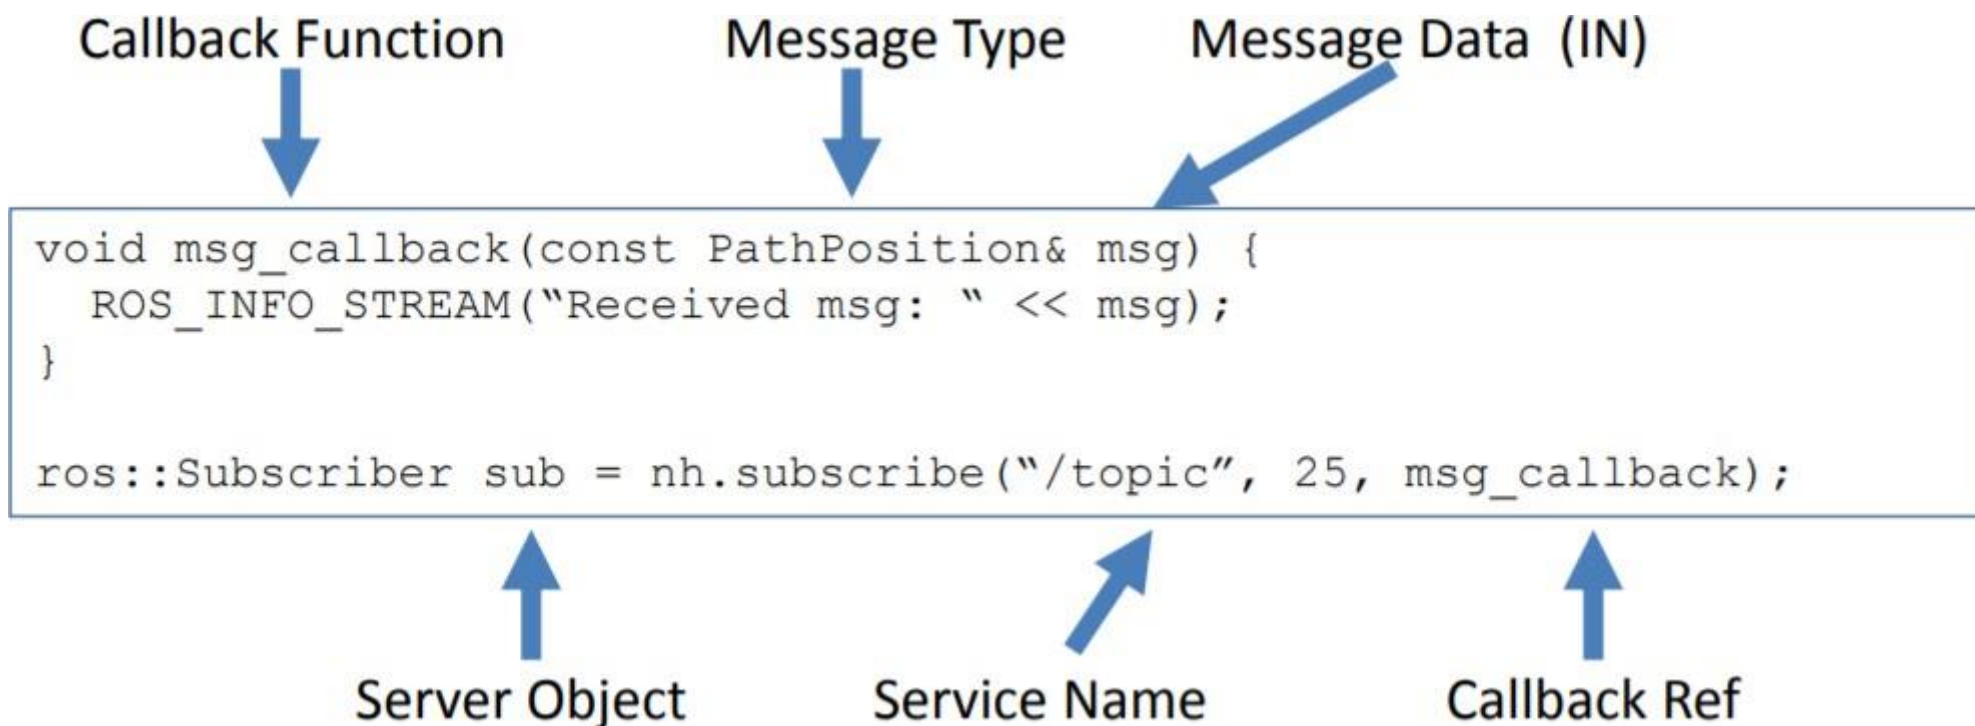 Callback Function Message Type Message Data (IN)
void msg_callback(const PathPosition& msg) {
ROS_INFO_STREAM(“Received msg: “ << msg);
}
ros::Subscriber sub = nh.subscribe(“/topic”, 25, msg_callback);
Server Object Service Name Callback Ref